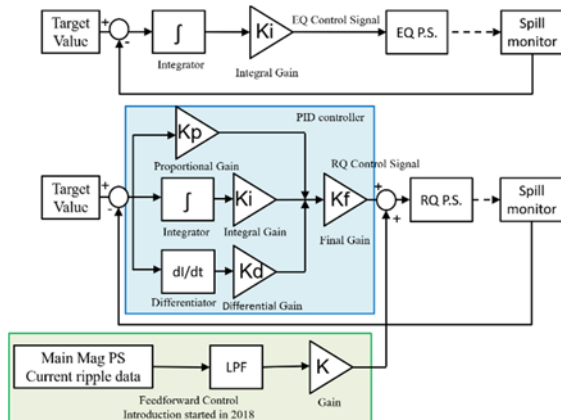 Target
Value
+
-
∫
Integrator
Ki
Integral Gain
EQ Control Signal
EQ P.S.
Spill
monitor
PID controller
Kp
Proportional Gain
Target
Value
+
-
∫
Integrator
Ki
Integral Gain
dI/dt
Differentiator
Kd
Differential Gain
Kf
Final Gain
RQ Control Signal
+
+
RQ P.S.
Spill
monitor
Main Mag PS
Current ripple data
LPF
K
Gain
Feedforward Control
Introduction started in 2018